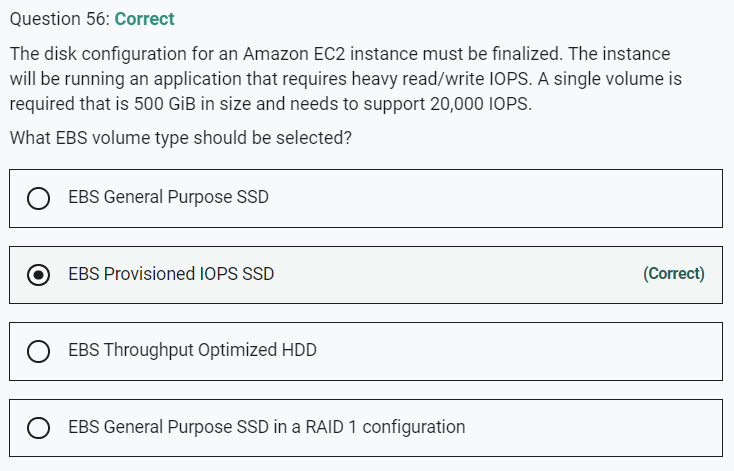 Question 56: Correct
The disk configuration for an Amazon EC2 instance must be finalized. The instance
will be running an application that requires heavy read/write IOPS. A single volume is
required that is 500 GiB in size and needs to support 20,000 IOPS.
What EBS volume type should be selected?
EBS General Purpose SSD
EBS Provisioned IOPS SSD (Correct)
EBS Throughput Optimized HDD
EBS General Purpose SSD in a RAID 1 configuration